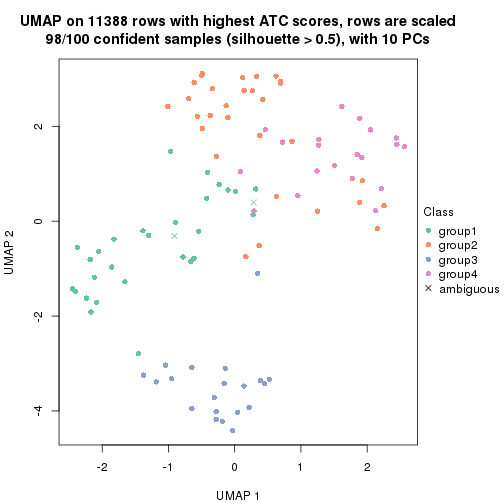 UMAP on 11388 rows with highest ATC scores, rows are scaled
98/100 confident samples (silhouette > 0.5), with 10 PCs
2
0
-2
-4
UMAP 2
-2
-1
0
1
2
UMAP 1
Class
group1
group2
group3
group4
ambiguous